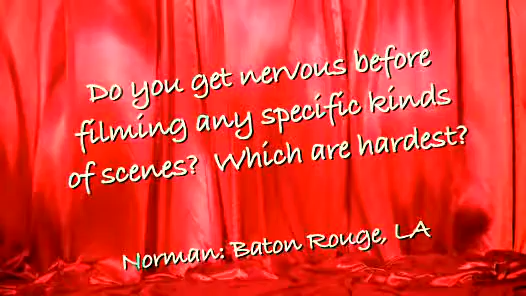 Do you get nervous before
filming any specific kinds
of scenes? Which are hardest?
Norman: Baton Rouge, LA